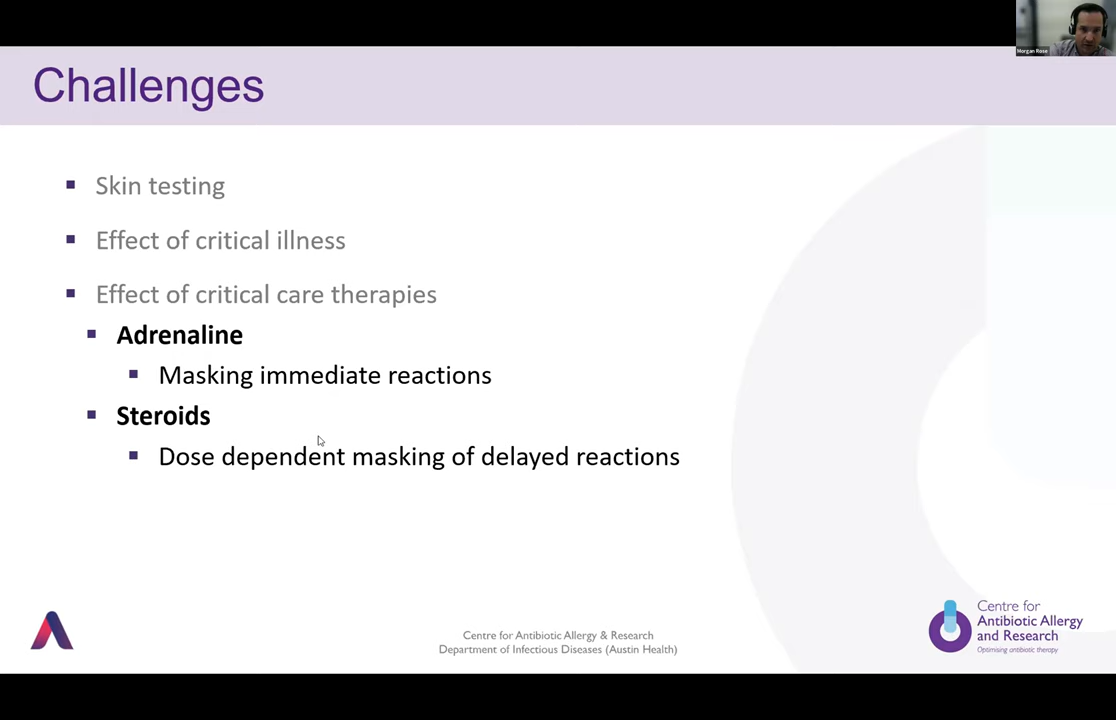 Morgan Rose
Challenges
Skin testing
Effect of critical illness
Effect of critical care therapies
Adrenaline
Masking immediate reactions
Steroids
Dose dependent masking of delayed reactions
Centre for Antibiotic Allergy & Research
Department of Infectious Diseases (Austin Health)
Centre for
Antibiotic Allergy
and Research
Optimising antibiotic therapy